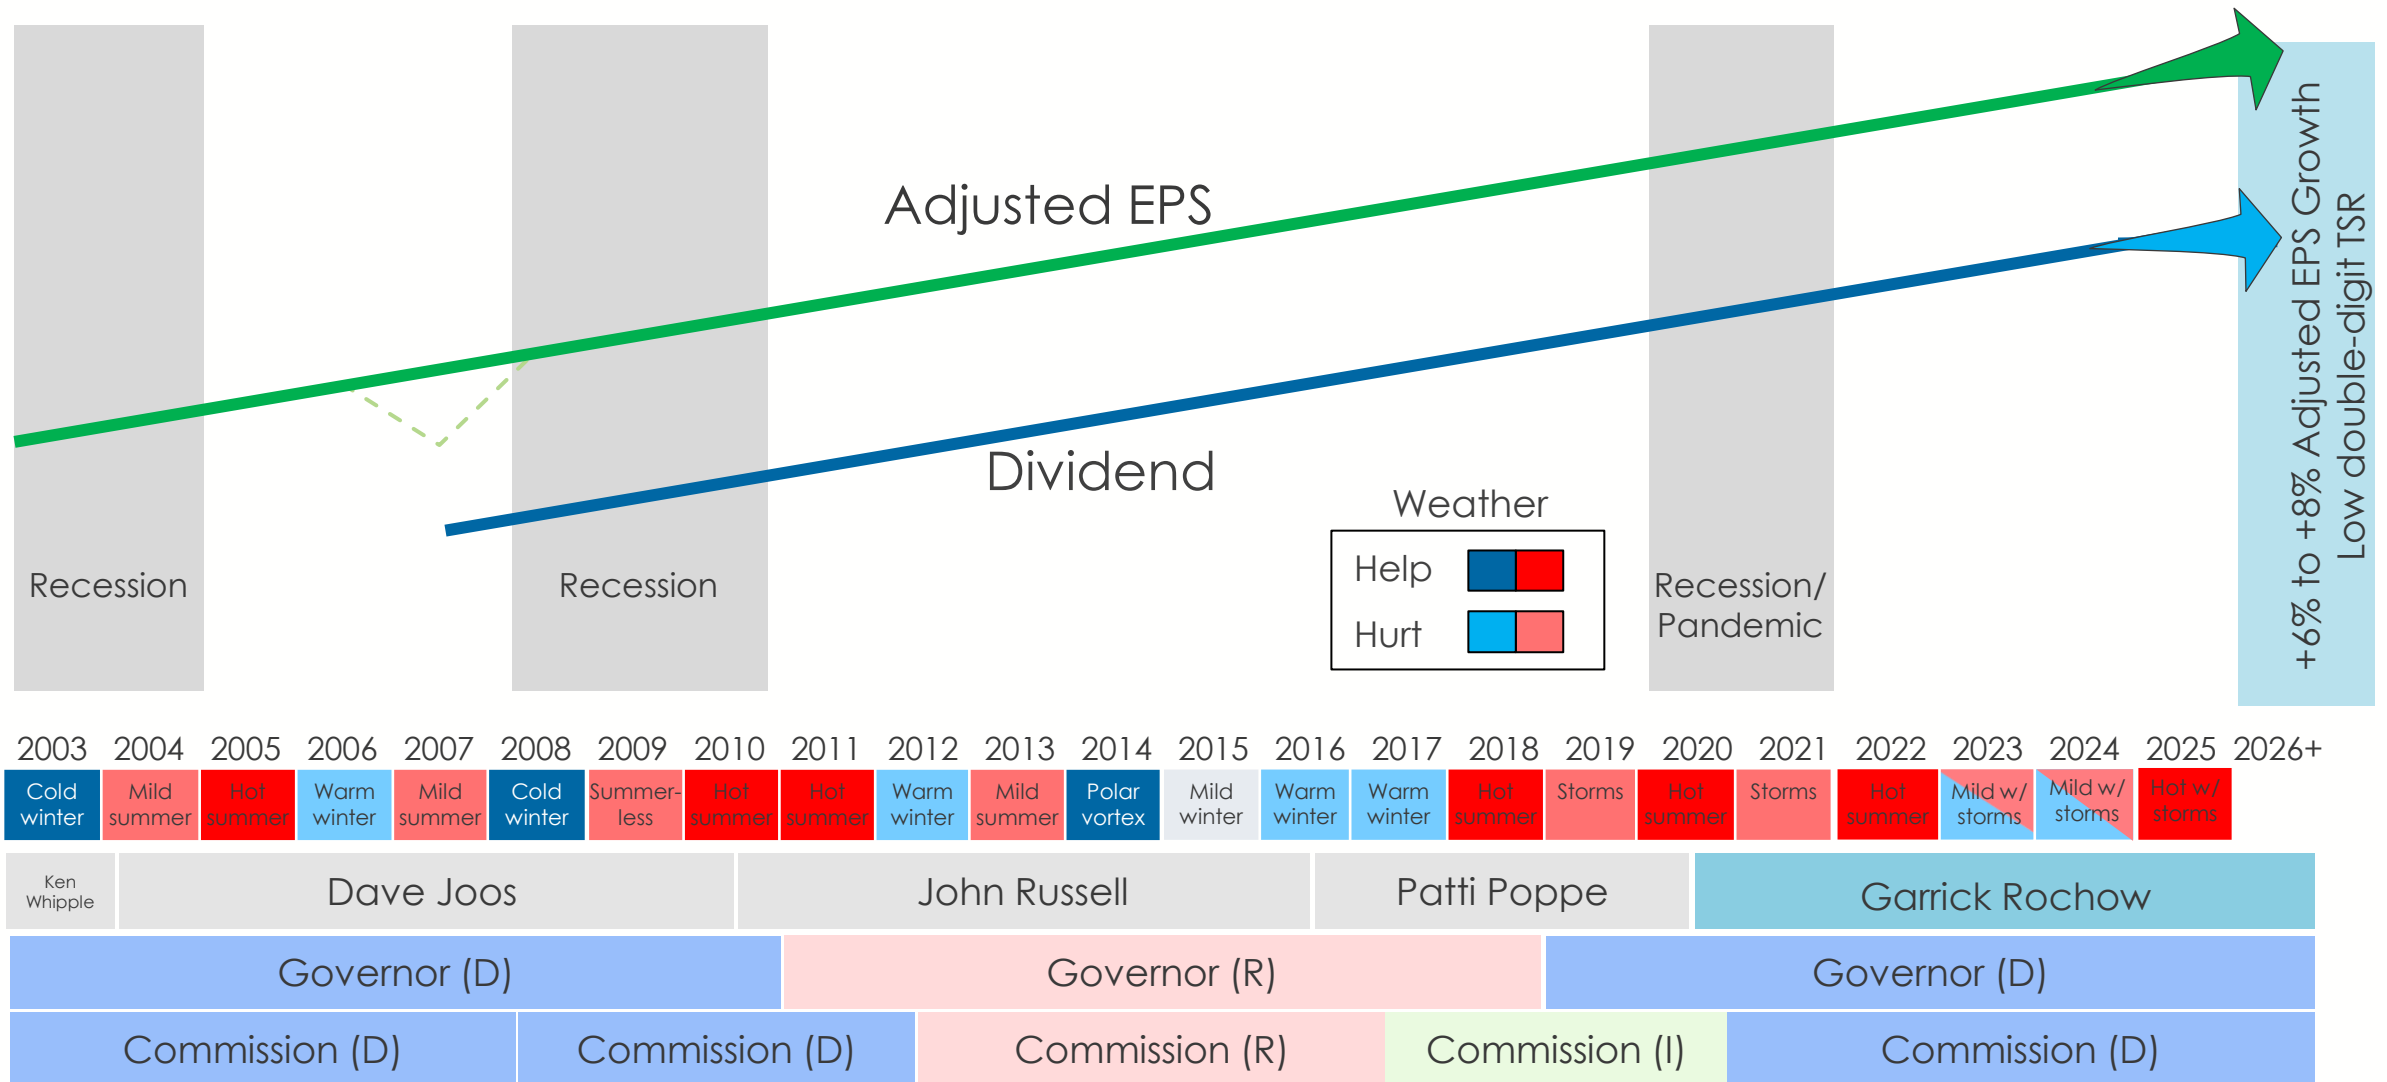 Adjusted EPS
Dividend
Recession
Recession
Recession/
Pandemic
Weather
Help
Hurt
+6% to +8% Adjusted EPS Growth
Low double-digit TSR
2003 2004 2005 2006 2007 2008 2009 2010 2011 2012 2013 2014 2015 2016 2017 2018 2019 2020 2021 2022 2023 2024 2025 2026+
Cold
winter
Mild
summer
Hot
summer
Warm
winter
Mild
summer
Cold
winter
Summer-
less
Hot
summer
Hot
summer
Warm
winter
Mild
summer
Polar
vortex
Mild
winter
Warm
winter
Warm
winter
Hot
summer
Storms
Hot
summer
Storms
Hot
summer
Mild w/
storms
Mild w/
storms
Hot w/
storms
Ken
Whipple
Dave Joos
John Russell
Patti Poppe
Garrick Rochow
Governor (D)
Governor (R)
Governor (D)
Commission (D)
Commission (D)
Commission (R)
Commission (I)
Commission (D)